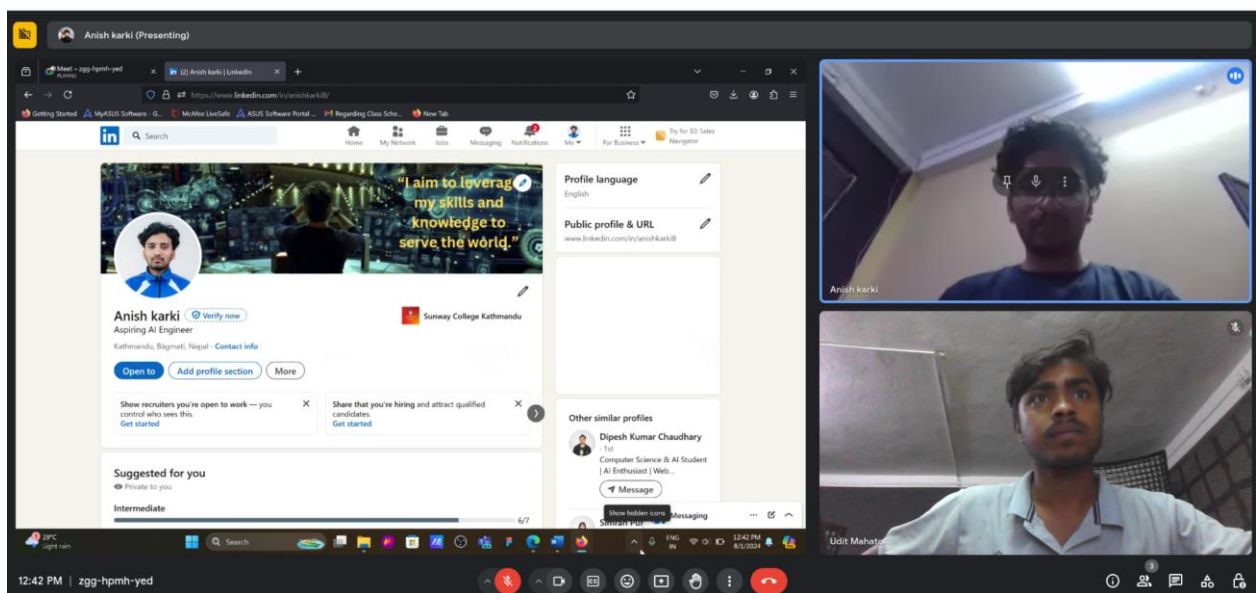 Anish karki (Presenting)
Meet – zgg-hpmh-yed
PLAYING
in (2) Anish karki | LinkedIn
https://www.linkedin.com/in/anishkarki8/
Getting Started
MyASUS Software - G...
McAfee LiveSafe
ASUS Software Portal ...
Regarding Class Sche...
New Tab
in
Search
Home
My Network
Jobs
Messaging
Notifications
Me
For Business
Try for $0: Sales
Navigator
“I aim to leverag
my skills and
knowledge to
serve the world.”
Anish karki
Verify now
Aspiring AI Engineer
Kathmandu, Bāgmatī, Nepal · Contact info
Sunway College Kathmandu
Open to
Add profile section
More
Show recruiters you're open to work — you
control who sees this.
Get started
Share that you're hiring and attract qualified
candidates.
Get started
Suggested for you
Private to you
Intermediate
6/7
Profile language
English
Public profile & URL
www.linkedin.com/in/anishkarki8
Other similar profiles
Dipesh Kumar Chaudhary
· 1st
Computer Science & AI Student
| AI Enthusiast | Web...
Message
Show hidden icons
Messaging
29°C
Light rain
Search
ENG
IN
12:42 PM
8/1/2024
Anish karki
Udit Mahato
12:42 PM | zgg-hpmh-yed
3